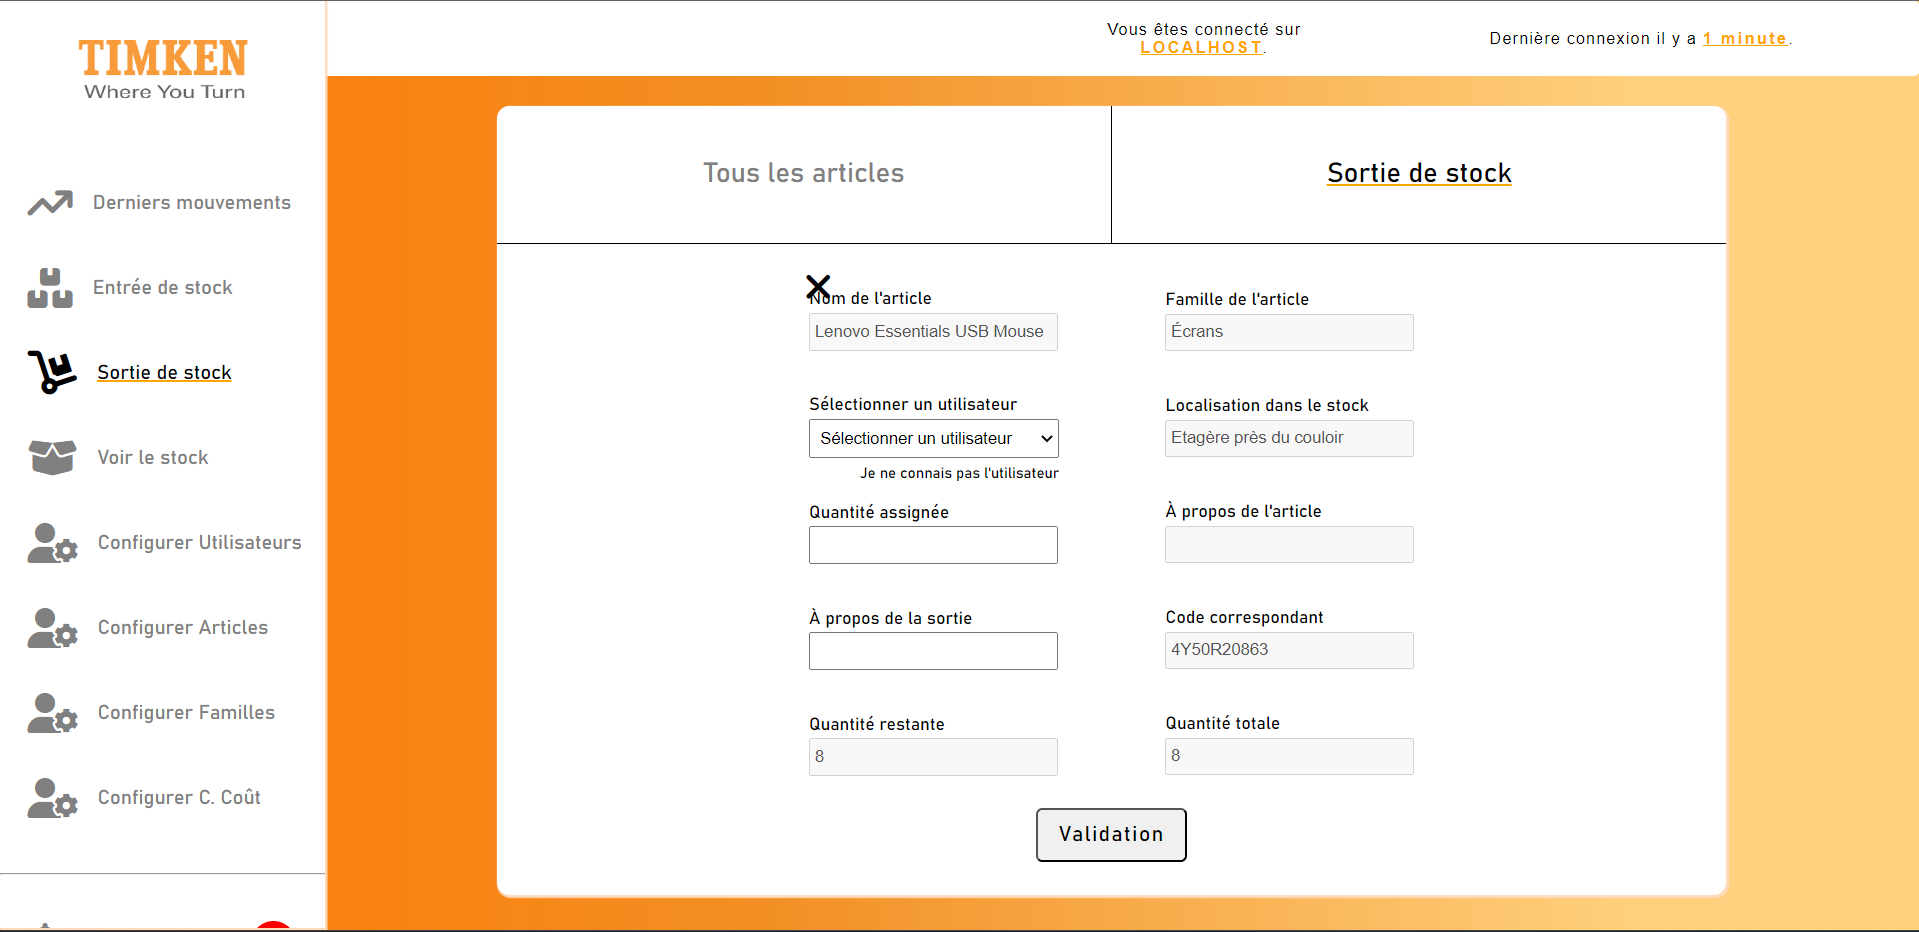 TIMKEN
Where You Turn
Vous êtes connecté sur
LOCALHOST.
Dernière connexion il y a 1 minute.
Derniers mouvements
Entrée de stock
Sortie de stock
Voir le stock
Configurer Utilisateurs
Configurer Articles
Configurer Familles
Configurer C. Coût
Tous les articles
Sortie de stock
Nom de l'article
Lenovo Essentials USB Mouse
Famille de l'article
Écrans
Sélectionner un utilisateur
Sélectionner un utilisateur
Je ne connais pas l'utilisateur
Localisation dans le stock
Etagère près du couloir
Quantité assignée
À propos de l'article
À propos de la sortie
Code correspondant
4Y50R20863
Quantité restante
8
Quantité totale
8
Validation